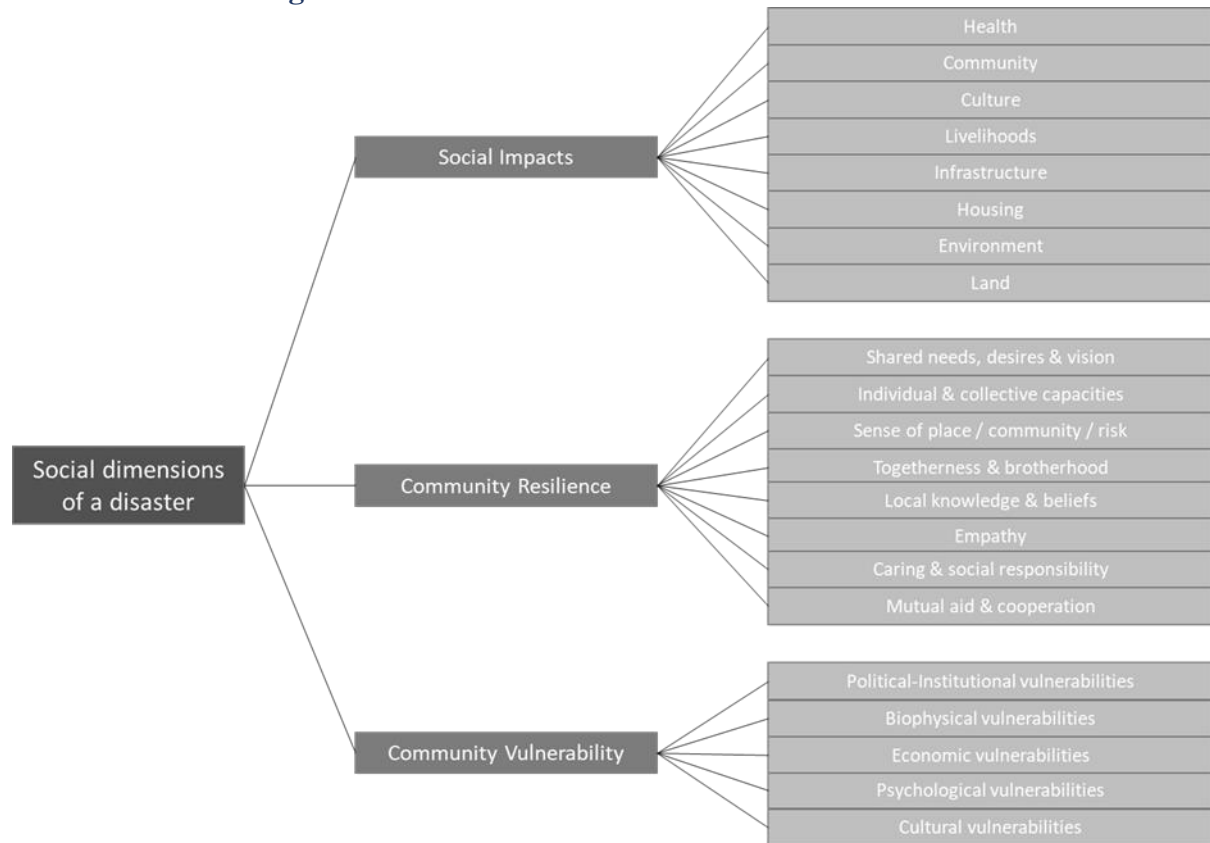 Social dimensions
of a disaster
Social Impacts
Health
Community
Culture
Livelihoods
Infrastructure
Housing
Environment
Land
Community Resilience
Shared needs, desires & vision
Individual & collective capacities
Sense of place / community / risk
Togetherness & brotherhood
Local knowledge & beliefs
Empathy
Caring & social responsibility
Mutual aid & cooperation
Community Vulnerability
Political-Institutional vulnerabilities
Biophysical vulnerabilities
Economic vulnerabilities
Psychological vulnerabilities
Cultural vulnerabilities